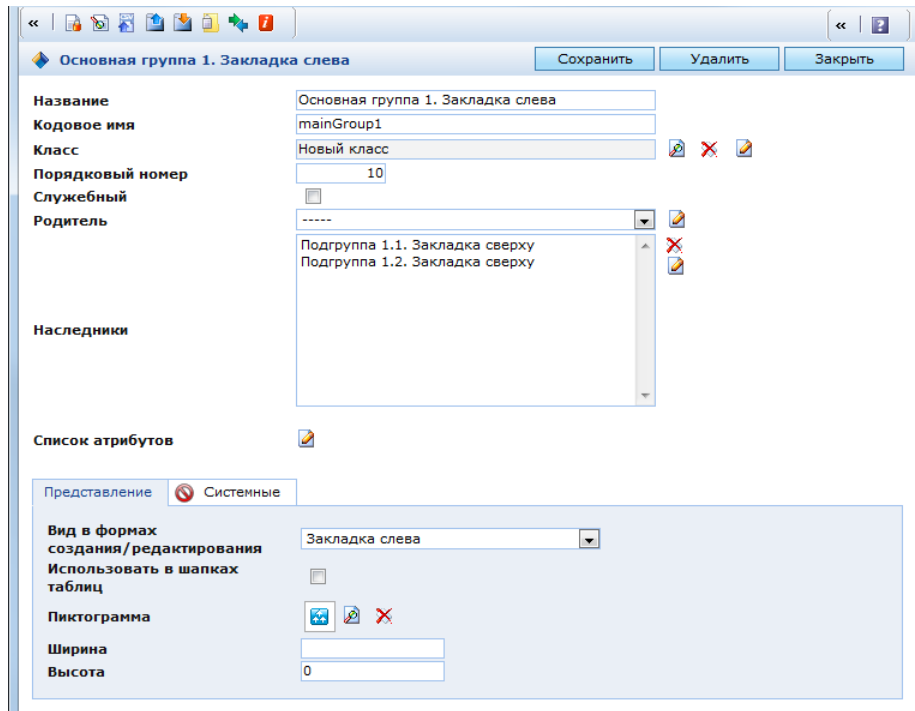 «
«
?
Основная группа 1. Закладка слева
Сохранить
Удалить
Закрыть
Название
Основная группа 1. Закладка слева
Кодовое имя
mainGroup1
Класс
Новый класс
Порядковый номер
10
Служебный
Родитель
-----
Подгруппа 1.1. Закладка сверху
Подгруппа 1.2. Закладка сверху
Наследники
Список атрибутов
Представление
Системные
Вид в формах
создания/редактирования
Закладка слева
Использовать в шапках
таблиц
Пиктограмма
Ширина
Высота
0